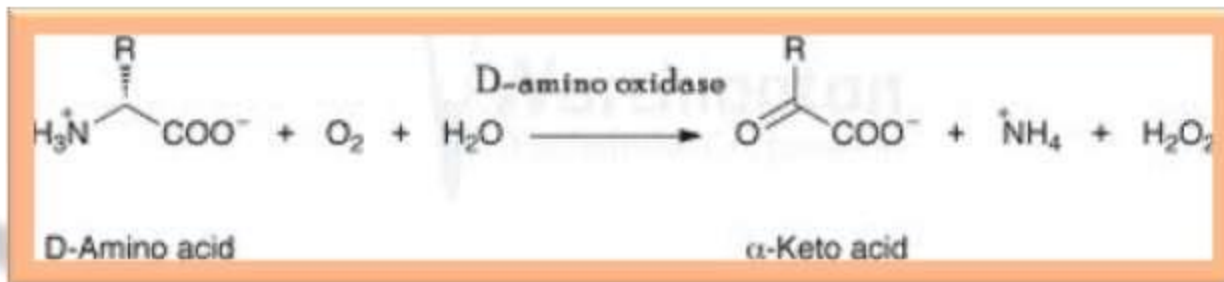 R R
D-amino oxidase
H₃N⁺ COO⁻ + O₂ + H₂O → O COO⁻ + ⁺NH₄ + H₂O₂
D-Amino acid α-Keto acid